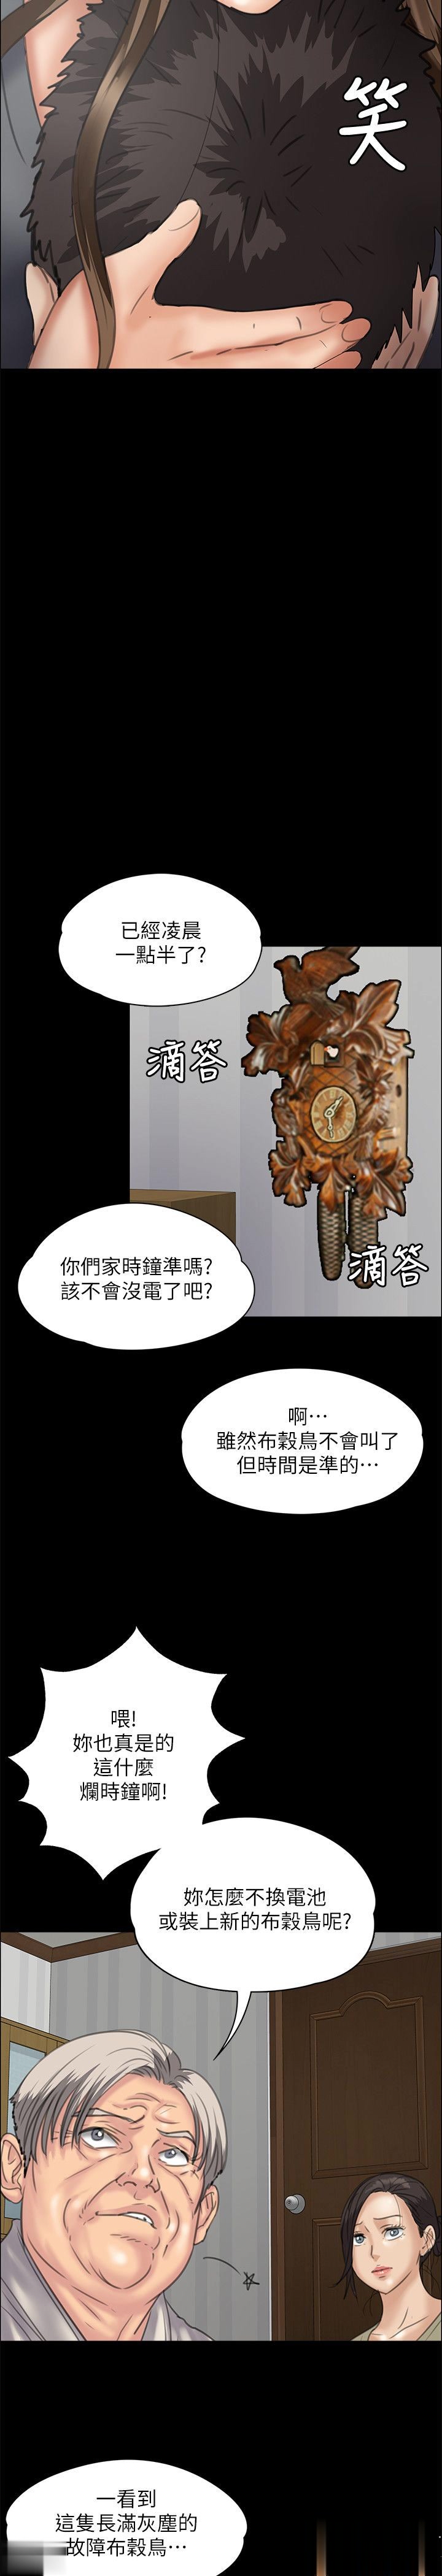 笑
已經凌晨
一點半了?
滴答
你們家時鐘準嗎?
該不會沒電了吧?
滴答
啊…
雖然布穀鳥不會叫了
但時間是準的…
喂!
妳也真是的
這什麼
爛時鐘啊!
妳怎麼不換電池
或裝上新的布穀鳥呢?
一看到
這隻長滿灰塵的
故障布穀鳥…